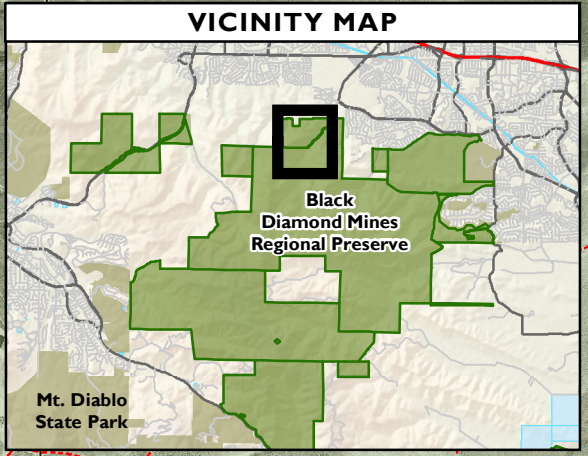 VICINITY MAP
Black
Diamond Mines
Regional Preserve
Mt. Diablo
State Park